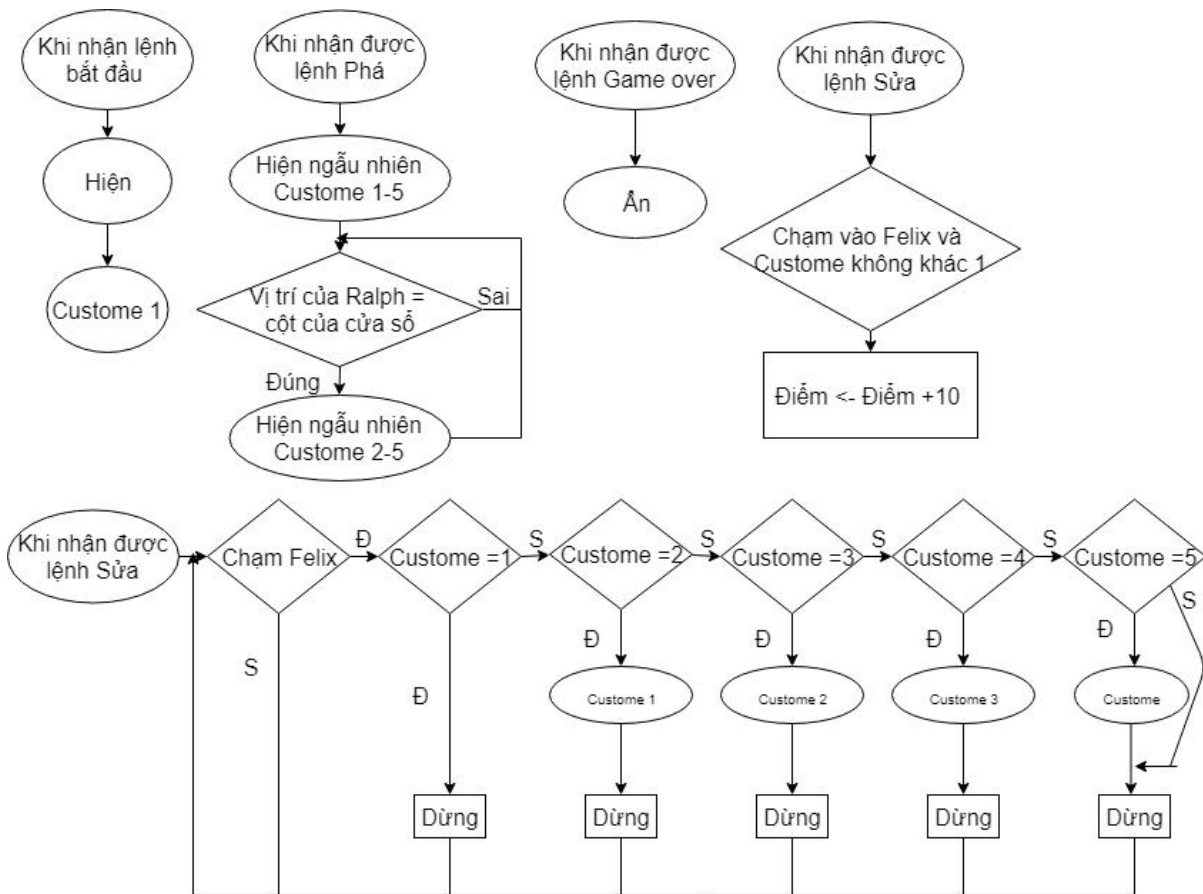 Khi nhận lệnh
bắt đầu
Hiện
Custome 1
Khi nhận được
lệnh Phá
Hiện ngẫu nhiên
Custome 1-5
Vị trí của Ralph =
cột của cửa sổ
Sai
Đúng
Hiện ngẫu nhiên
Custome 2-5
Khi nhận được
lệnh Game over
Ẩn
Khi nhận được
lệnh Sửa
Chạm vào Felix và
Custome không khác 1
Điểm <- Điểm +10
Khi nhận được
lệnh Sửa
Chạm Felix
Đ
Custome =1
S
Custome =2
S
Custome =3
S
Custome =4
S
Custome =5
S
S
Đ
Đ
Đ
Đ
Đ
Custome 1
Custome 2
Custome 3
Custome
Dừng
Dừng
Dừng
Dừng
Dừng